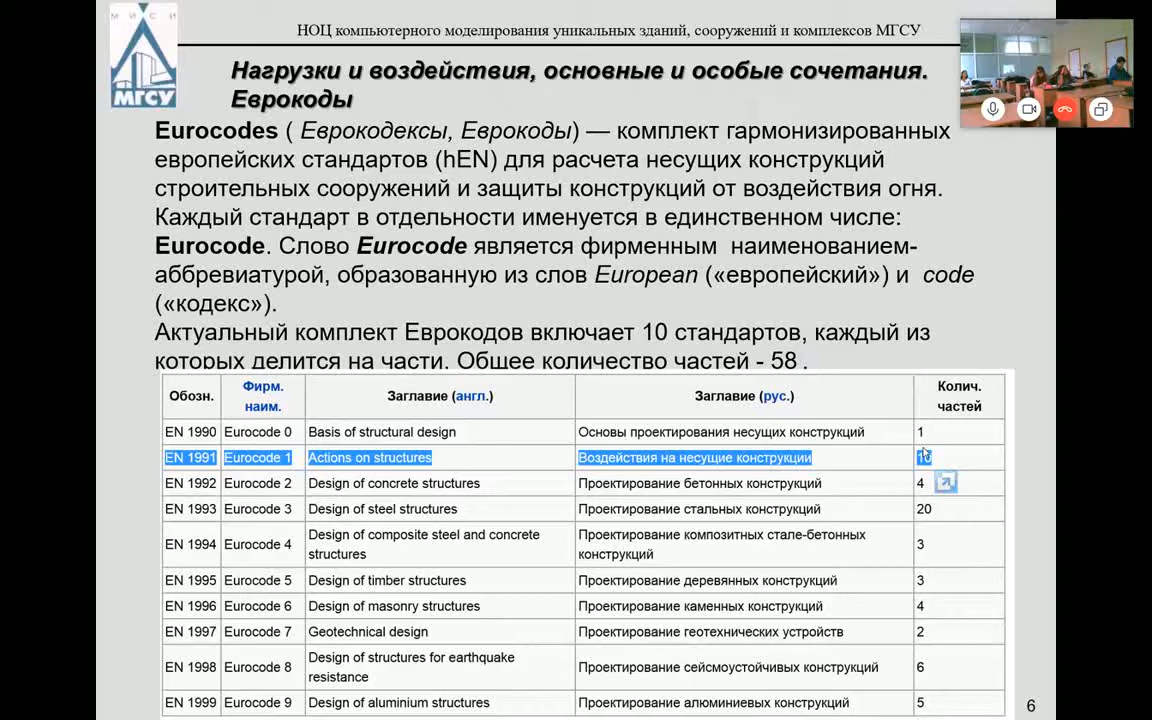 М И С И
МГСУ
НОЦ компьютерного моделирования уникальных зданий, сооружений и комплексов МГСУ
Нагрузки и воздействия, основные и особые сочетания.
Еврокоды
Eurocodes ( Еврокодексы, Еврокоды) — комплект гармонизированных
европейских стандартов (hEN) для расчета несущих конструкций
строительных сооружений и защиты конструкций от воздействия огня.
Каждый стандарт в отдельности именуется в единственном числе:
Eurocode. Слово Eurocode является фирменным наименованием-
аббревиатурой, образованную из слов European («европейский») и code
(«кодекс»).
Актуальный комплект Еврокодов включает 10 стандартов, каждый из
которых делится на части. Общее количество частей - 58 .
Обозн. Фирм. наим. Заглавие (англ.) Заглавие (рус.) Колич. частей
EN 1990 Eurocode 0 Basis of structural design Основы проектирования несущих конструкций 1
EN 1991 Eurocode 1 Actions on structures Воздействия на несущие конструкции 10
EN 1992 Eurocode 2 Design of concrete structures Проектирование бетонных конструкций 4
EN 1993 Eurocode 3 Design of steel structures Проектирование стальных конструкций 20
EN 1994 Eurocode 4 Design of composite steel and concrete structures Проектирование композитных стале-бетонных конструкций 3
EN 1995 Eurocode 5 Design of timber structures Проектирование деревянных конструкций 3
EN 1996 Eurocode 6 Design of masonry structures Проектирование каменных конструкций 4
EN 1997 Eurocode 7 Geotechnical design Проектирование геотехнических устройств 2
EN 1998 Eurocode 8 Design of structures for earthquake resistance Проектирование сейсмоустойчивых конструкций 6
EN 1999 Eurocode 9 Design of aluminium structures Проектирование алюминиевых конструкций 5
6